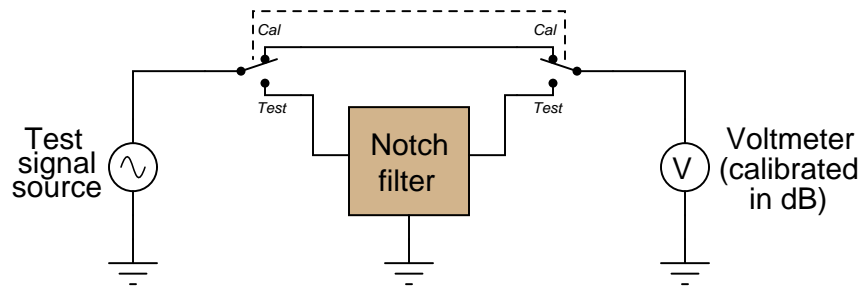 Cal
Cal
Test
Test
Test
signal
source
Notch
filter
V
Voltmeter
(calibrated
in dB)